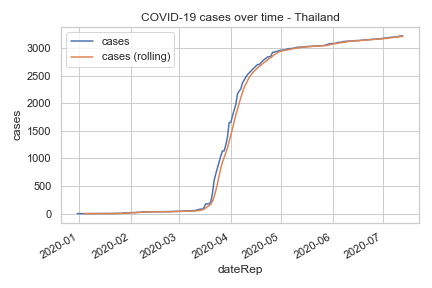 COVID-19 cases over time - Thailand
cases
cases (rolling)
3000
2500
2000
1500
1000
500
0
cases
2020-01
2020-02
2020-03
2020-04
2020-05
2020-06
2020-07
dateRep